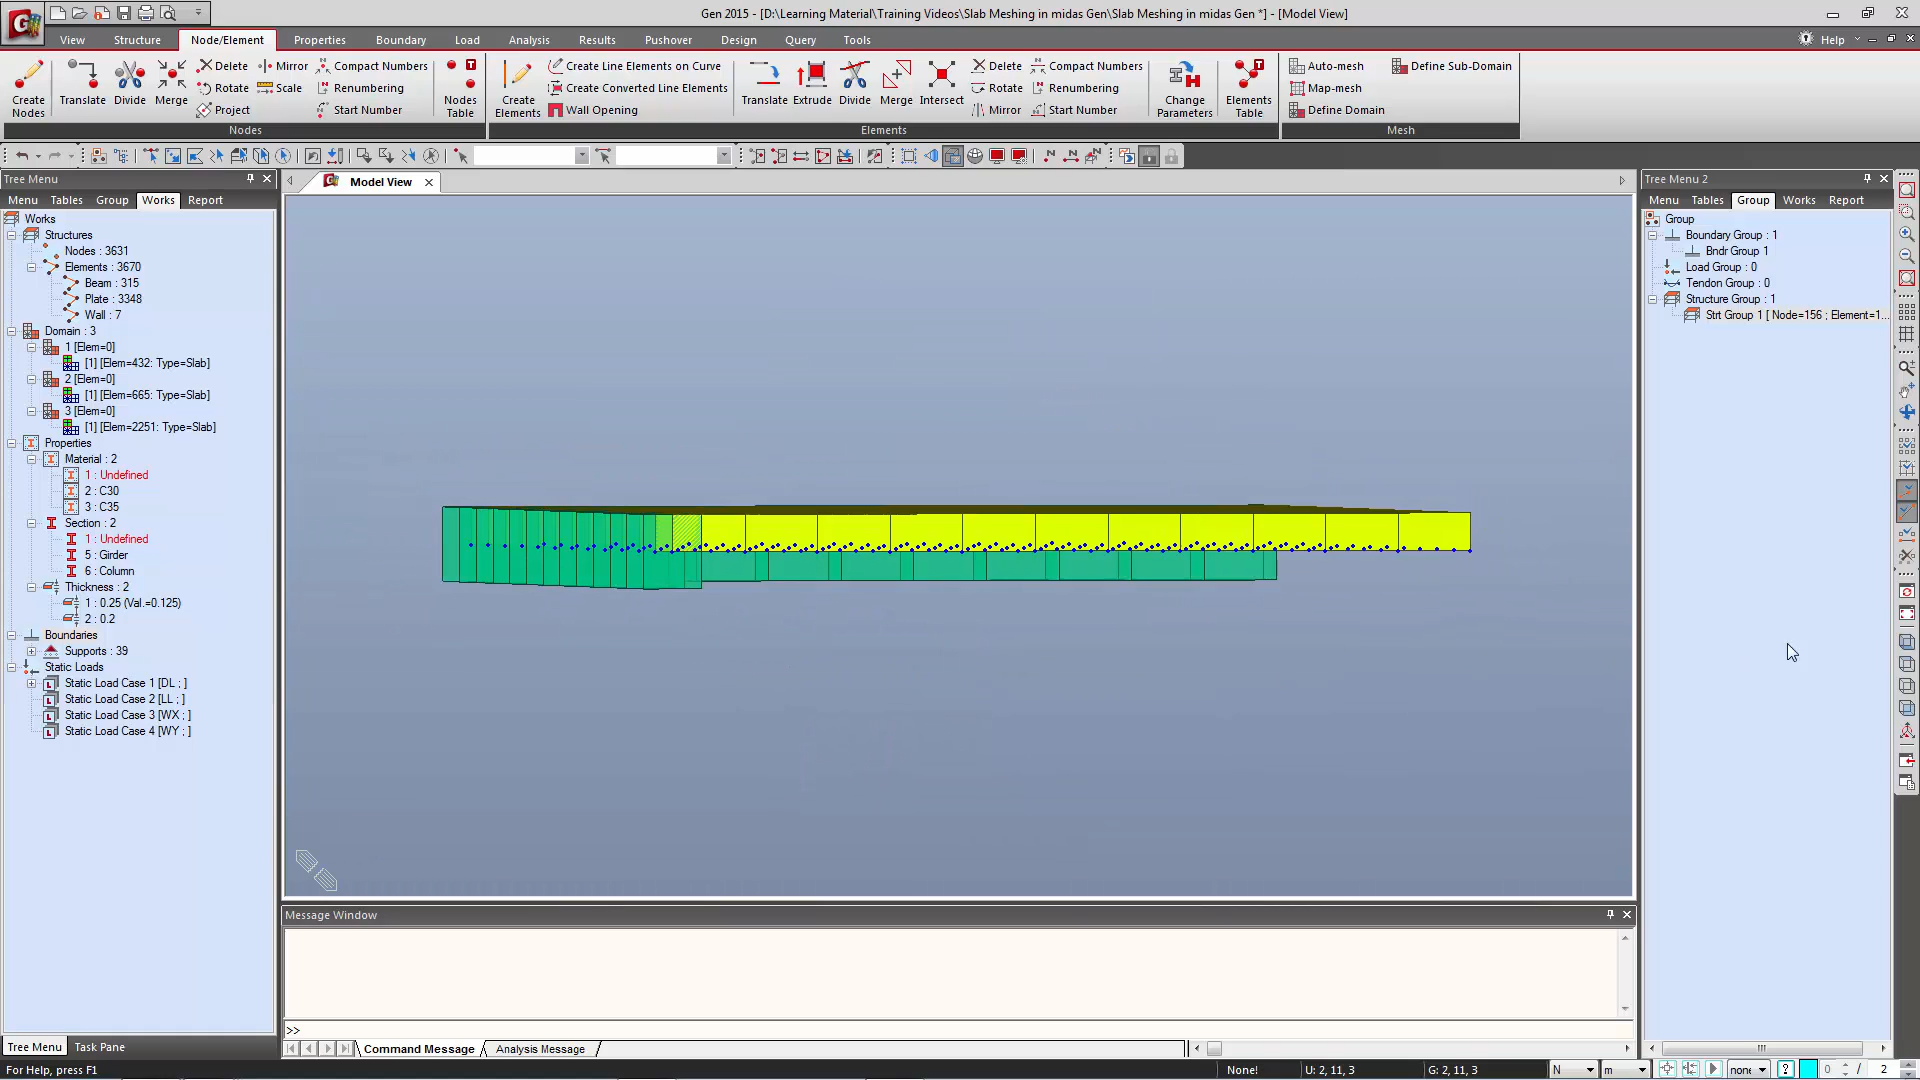 Gen 2015 - [D:\Learning Material\Training Videos\Slab Meshing in midas Gen\Slab Meshing in midas Gen *] - [Model View]
View Structure Node/Element Properties Boundary Load Analysis Results Pushover Design Query Tools Help
Create Nodes
Translate
Divide
Merge
Delete
Rotate
Project
Mirror
Scale
Compact Numbers
Renumbering
Start Number
Nodes Table
Nodes
Create Elements
Create Line Elements on Curve
Create Converted Line Elements
Wall Opening
Translate
Extrude
Divide
Merge
Intersect
Delete
Rotate
Mirror
Compact Numbers
Renumbering
Start Number
Change Parameters
Elements Table
Elements
Auto-mesh
Map-mesh
Define Domain
Define Sub-Domain
Mesh
Tree Menu
Menu Tables Group Works Report
Works
Structures
Nodes : 3631
Elements : 3670
Beam : 315
Plate : 3348
Wall : 7
Domain : 3
1 [Elem=0]
[1] [Elem=432: Type=Slab]
2 [Elem=0]
[1] [Elem=665: Type=Slab]
3 [Elem=0]
[1] [Elem=2251: Type=Slab]
Properties
Material : 2
1 : Undefined
2 : C30
3 : C35
Section : 2
1 : Undefined
5 : Girder
6 : Column
Thickness : 2
1 : 0.25 (Val.=0.125)
2 : 0.2
Boundaries
Supports : 39
Static Loads
Static Load Case 1 [DL ; ]
Static Load Case 2 [LL ; ]
Static Load Case 3 [WX ; ]
Static Load Case 4 [WY ; ]
Tree Menu Task Pane
Model View
Message Window
>>
Command Message Analysis Message
Tree Menu 2
Menu Tables Group Works Report
Group
Boundary Group : 1
Bndr Group 1
Load Group : 0
Tendon Group : 0
Structure Group : 1
Strt Group 1 [ Node=156 ; Element=1...
For Help, press F1
None! U: 2, 11, 3 G: 2, 11, 3 N m none ? 0 / 2